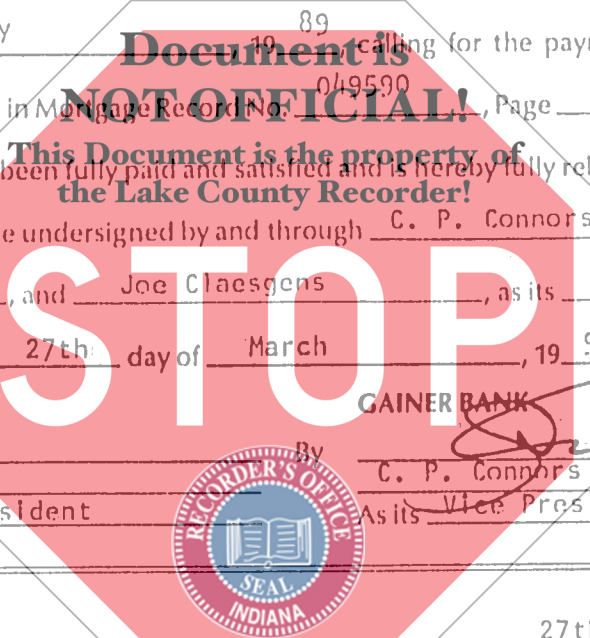 y , 19 89 , calling for the pay
Document is
in Mortgage Record No. 049590 , Page
NOT OFFICIAL!
This Document is the property of
been fully paid and satisfied and is hereby fully rel
the Lake County Recorder!
e undersigned by and through C. P. Connors
, and Joe Claesgens , as its
STOP
27th day of March , 19
GAINER BANK
By
C. P. Connors
sident As its Vice Pres
RECORDER'S OFFICE
SEAL
INDIANA
27t